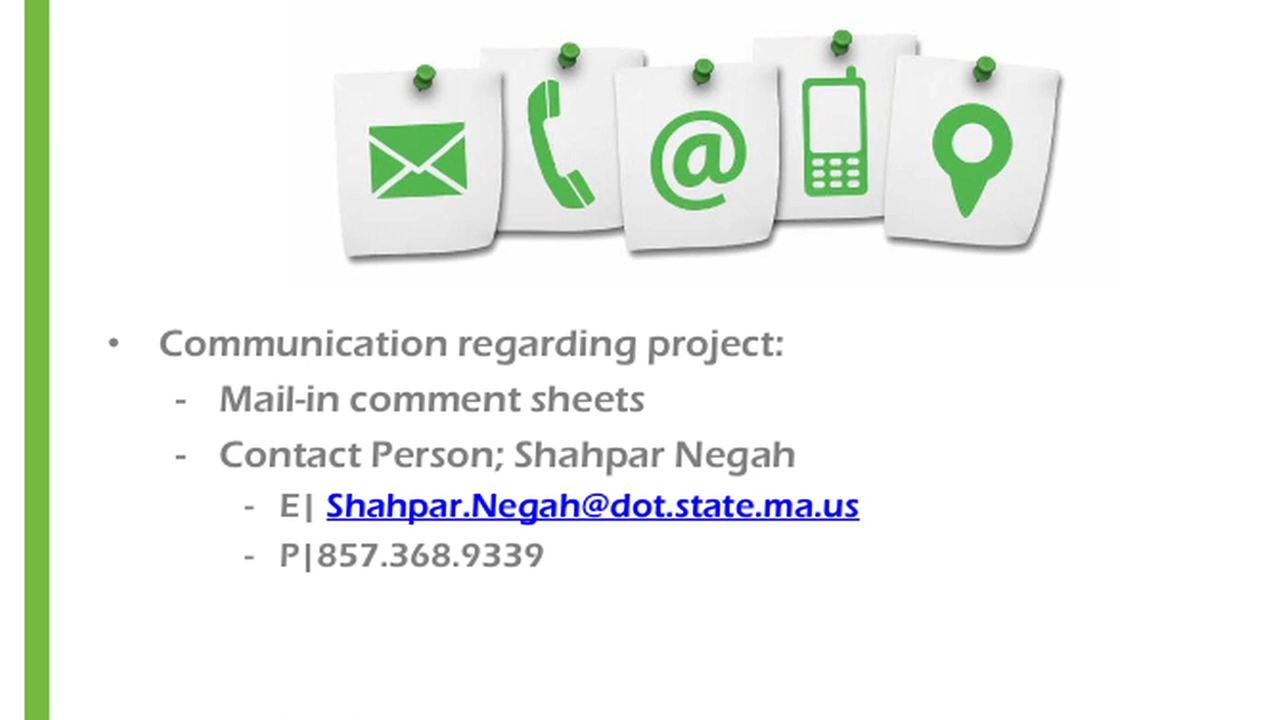 • Communication regarding project:
- Mail-in comment sheets
- Contact Person; Shahpar Negah
- E| Shahpar.Negah@dot.state.ma.us
- P|857.368.9339